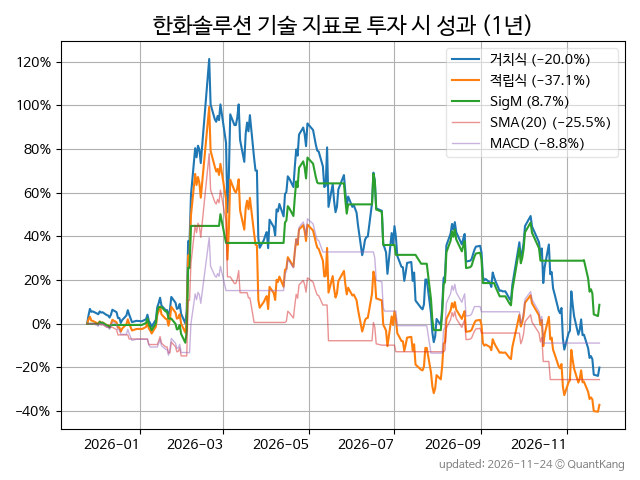 한화솔루션 기술 지표로 투자 시 성과 (1년)
거치식 (−20.0%)
적립식 (−37.1%)
SigM (8.7%)
SMA(20) (−25.5%)
MACD (−8.8%)
120%
100%
80%
60%
40%
20%
0%
−20%
−40%
2026-01 2026-03 2026-05 2026-07 2026-09 2026-11
updated: 2026-11-24 © QuantKang